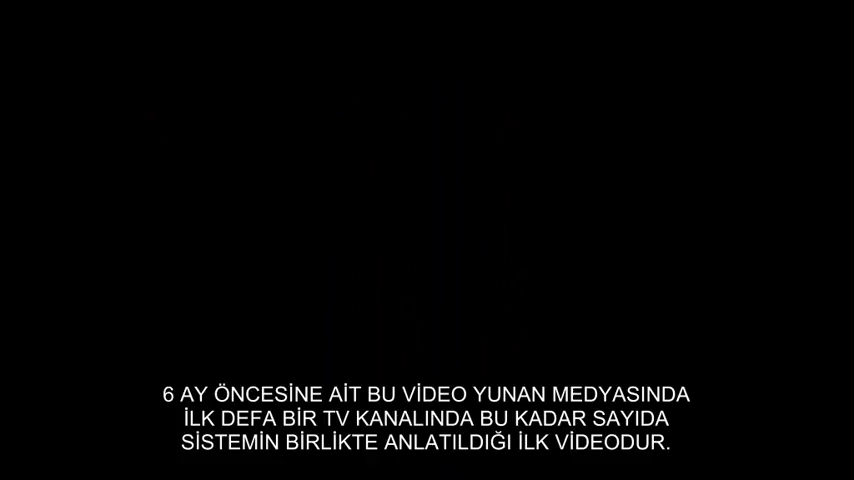 6 AY ÖNCESİNE AİT BU VİDEO YUNAN MEDYASINDA
İLK DEFA BİR TV KANALINDA BU KADAR SAYIDA
SİSTEMİN BİRLİKTE ANLATILDIĞI İLK VİDEODUR.